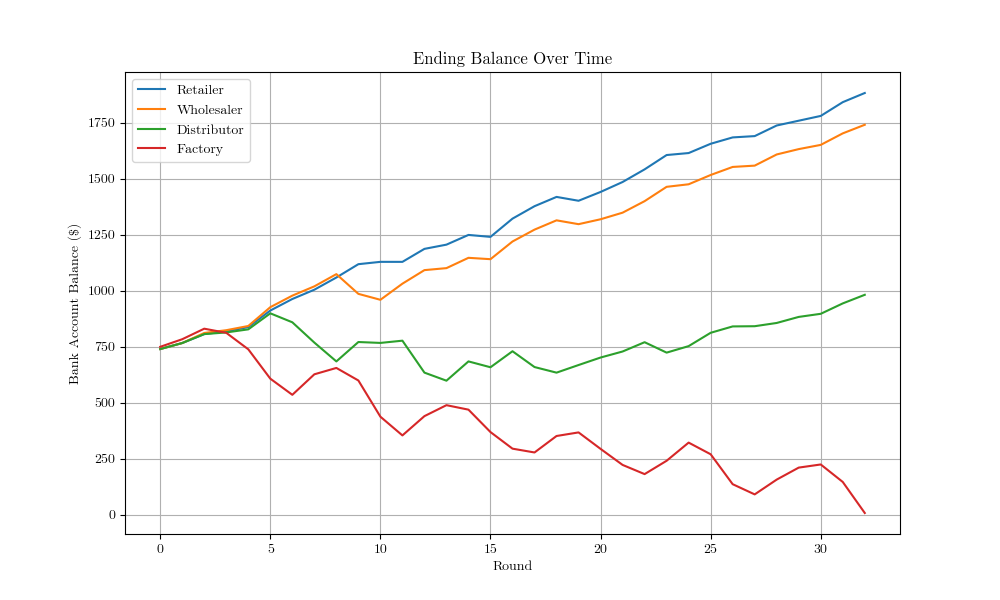 Ending Balance Over Time
Retailer
Wholesaler
Distributor
Factory
Bank Account Balance ($)
1750
1500
1250
1000
750
500
250
0
0 5 10 15 20 25 30
Round